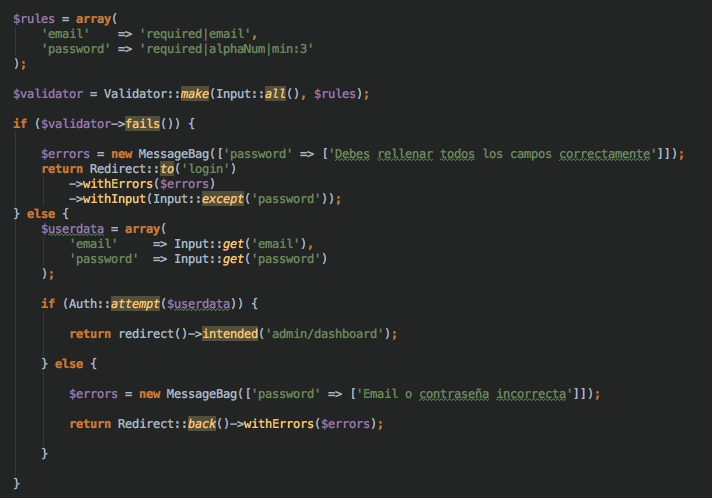 $rules = array(
    'email'    => 'required|email',
    'password' => 'required|alphaNum|min:3'
);

$validator = Validator::make(Input::all(), $rules);

if ($validator->fails()) {

    $errors = new MessageBag(['password' => ['Debes rellenar todos los campos correctamente']]);
    return Redirect::to('login')
        ->withErrors($errors)
        ->withInput(Input::except('password'));
} else {
    $userdata = array(
        'email'     => Input::get('email'),
        'password'  => Input::get('password')
    );

    if (Auth::attempt($userdata)) {

        return redirect()->intended('admin/dashboard');

    } else {

        $errors = new MessageBag(['password' => ['Email o contraseña incorrecta']]);

        return Redirect::back()->withErrors($errors);

    }

}